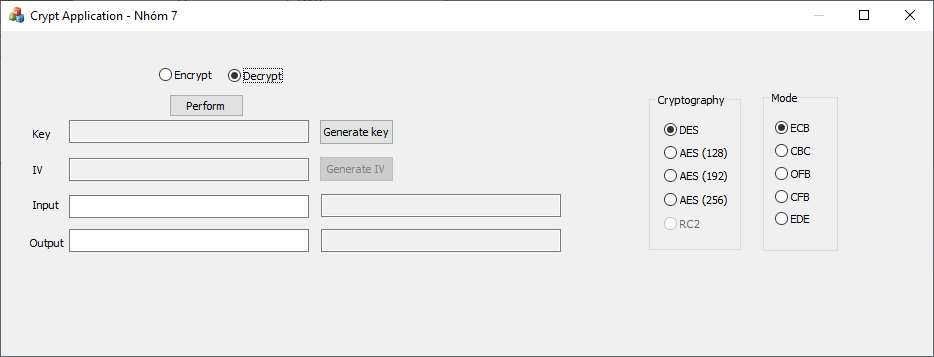 Crypt Application - Nhóm 7
Encrypt Decrypt
Perform
Key Generate key
IV Generate IV
Input
Output
Cryptography
DES
AES (128)
AES (192)
AES (256)
RC2
Mode
ECB
CBC
OFB
CFB
EDE